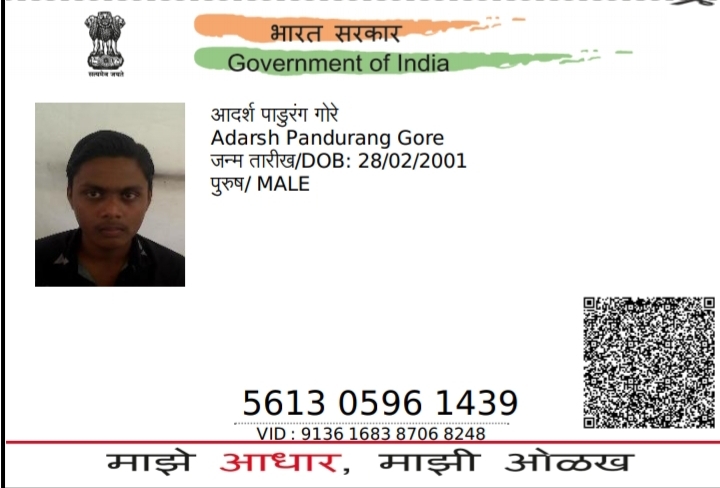 भारत सरकार
Government of India
सत्यमेव जयते
आदर्श पाडुरंग गोरे
Adarsh Pandurang Gore
जन्म तारीख/DOB: 28/02/2001
पुरुष/ MALE
5613 0596 1439
VID : 9136 1683 8706 8248
माझे आधार, माझी ओळख